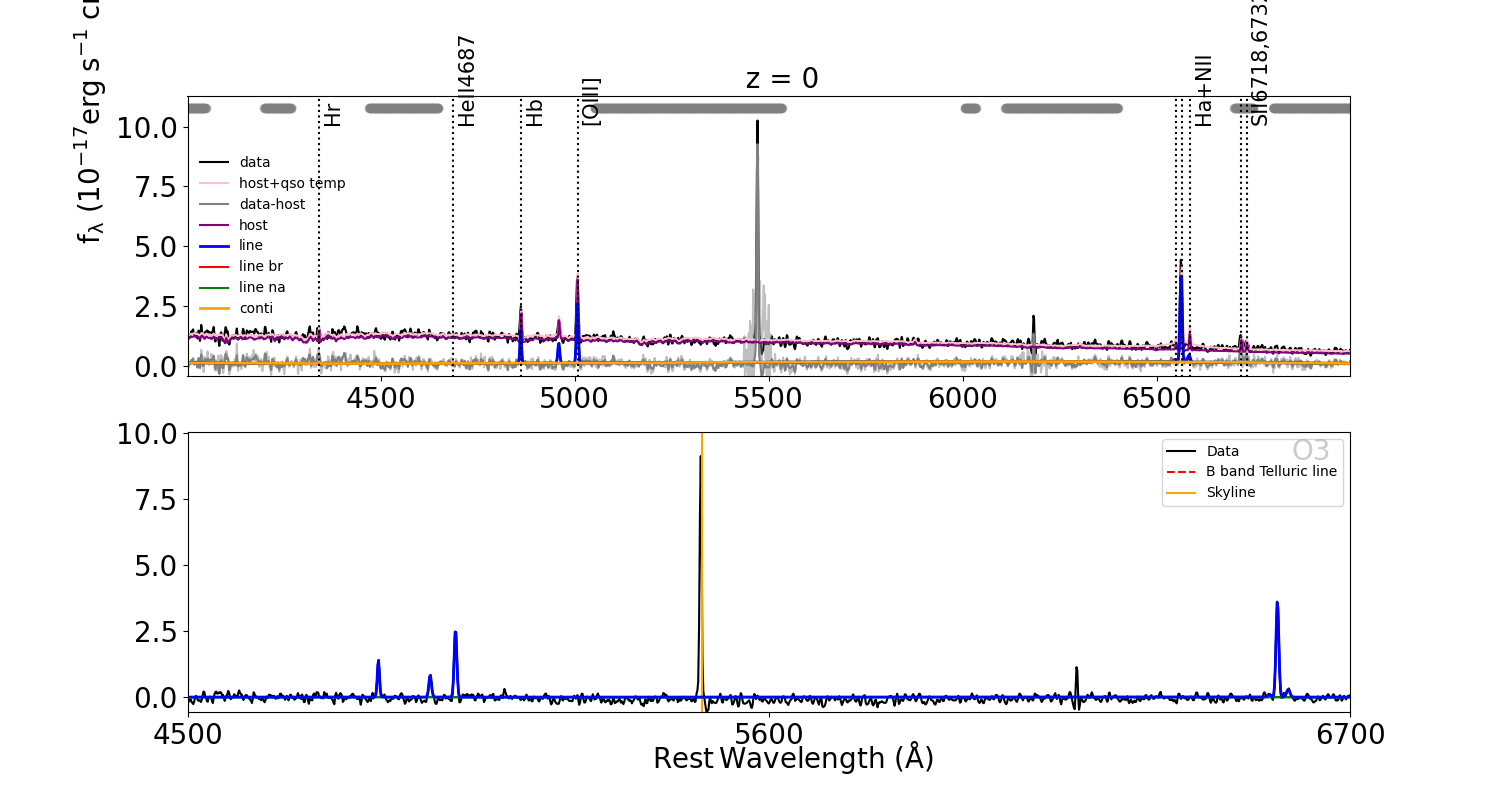 z = 0
Hr
HeII4687
Hb
[OIII]
Ha+NII
SII6718,673
fλ (10⁻¹⁷erg s⁻¹
10.0
7.5
5.0
2.5
0.0
data
host+qso temp
data-host
host
line
line br
line na
conti
4500 5000 5500 6000 6500
10.0
7.5
5.0
2.5
0.0
O3
Data
B band Telluric line
Skyline
4500 5600 6700
Rest Wavelength (Å)